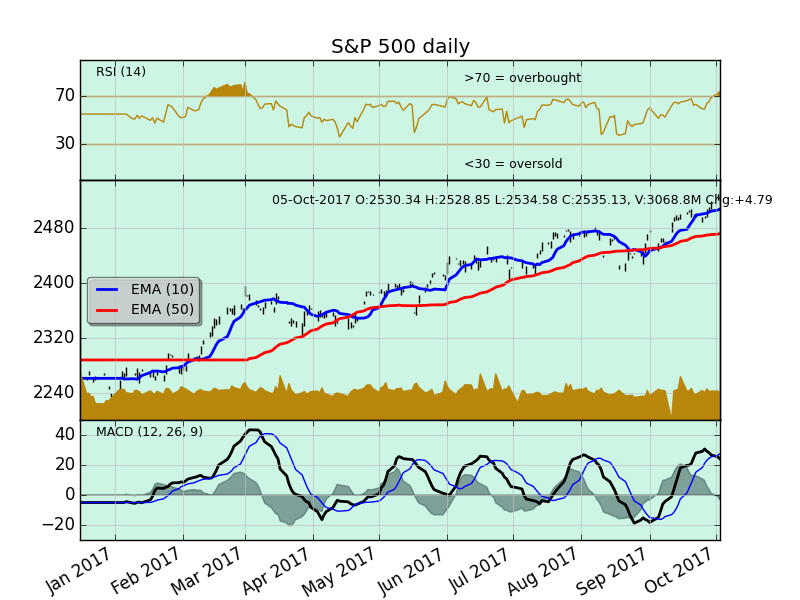 S&P 500 daily
RSI (14)
>70 = overbought
70
30
<30 = oversold
05-Oct-2017 O:2530.34 H:2528.85 L:2534.58 C:2535.13, V:3068.8M Chg:+4.79
2480
2400
EMA (10)
EMA (50)
2320
2240
MACD (12, 26, 9)
40
20
0
−20
Jan 2017
Feb 2017
Mar 2017
Apr 2017
May 2017
Jun 2017
Jul 2017
Aug 2017
Sep 2017
Oct 2017